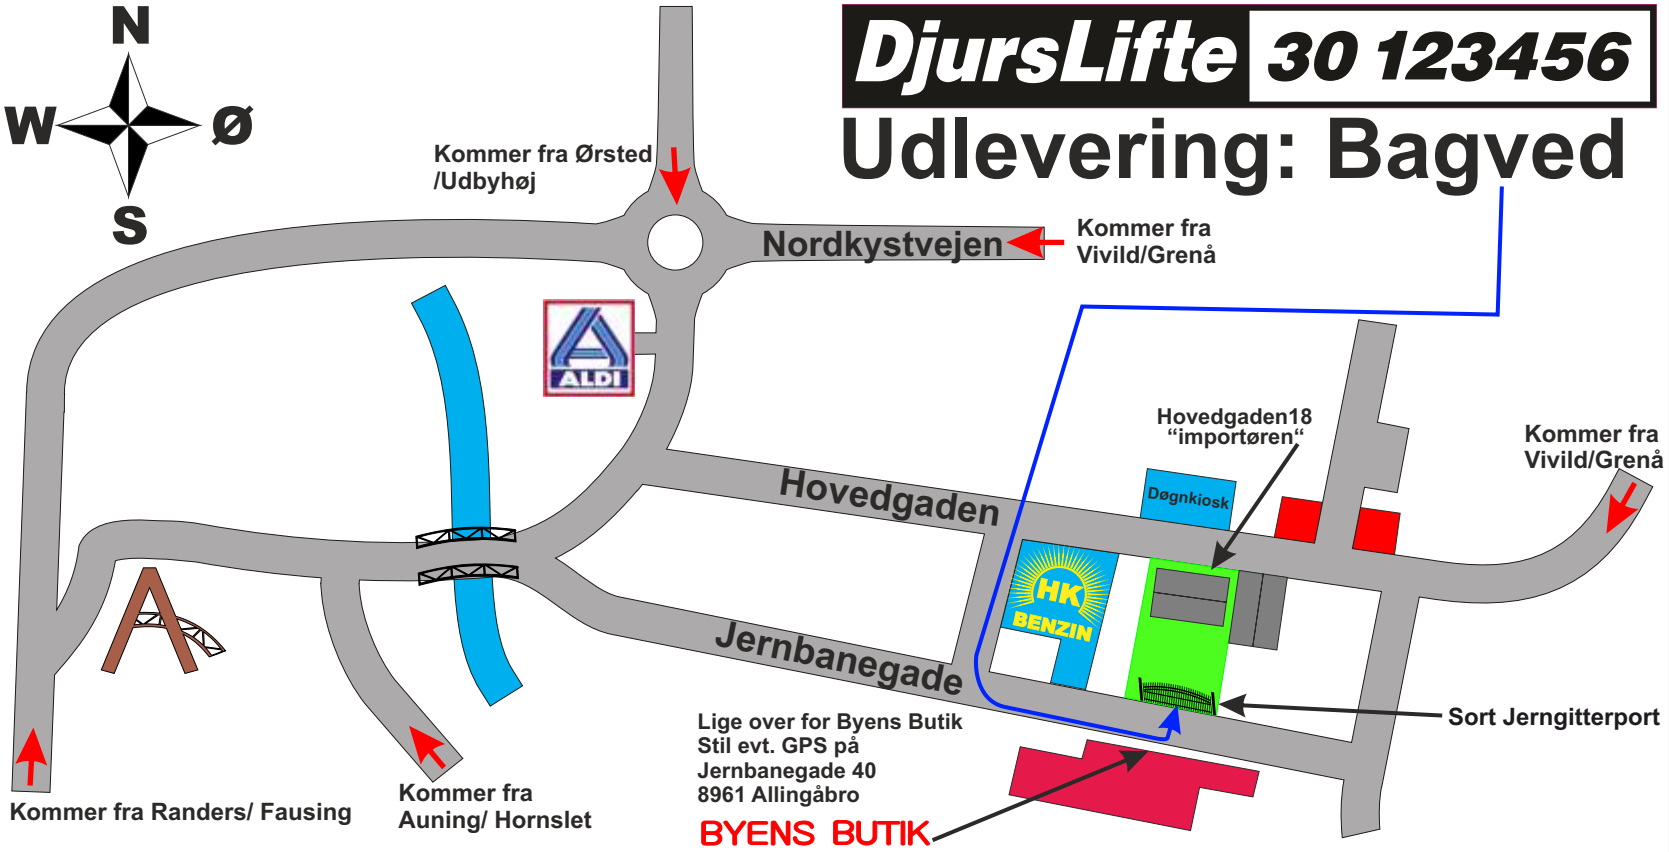 N
W
Ø
S
DjursLifte 30 123456
Udlevering: Bagved
Kommer fra Ørsted
/Udbyhøj
Nordkystvejen
Kommer fra
Vivild/Grenå
ALDI
Hovedgaden18
“importøren“
Kommer fra
Vivild/Grenå
Hovedgaden
Døgnkiosk
HK
BENZIN
Jernbanegade
Sort Jerngitterport
Lige over for Byens Butik
Stil evt. GPS på
Jernbanegade 40
8961 Allingåbro
BYENS BUTIK
Kommer fra Randers/ Fausing
Kommer fra
Auning/ Hornslet